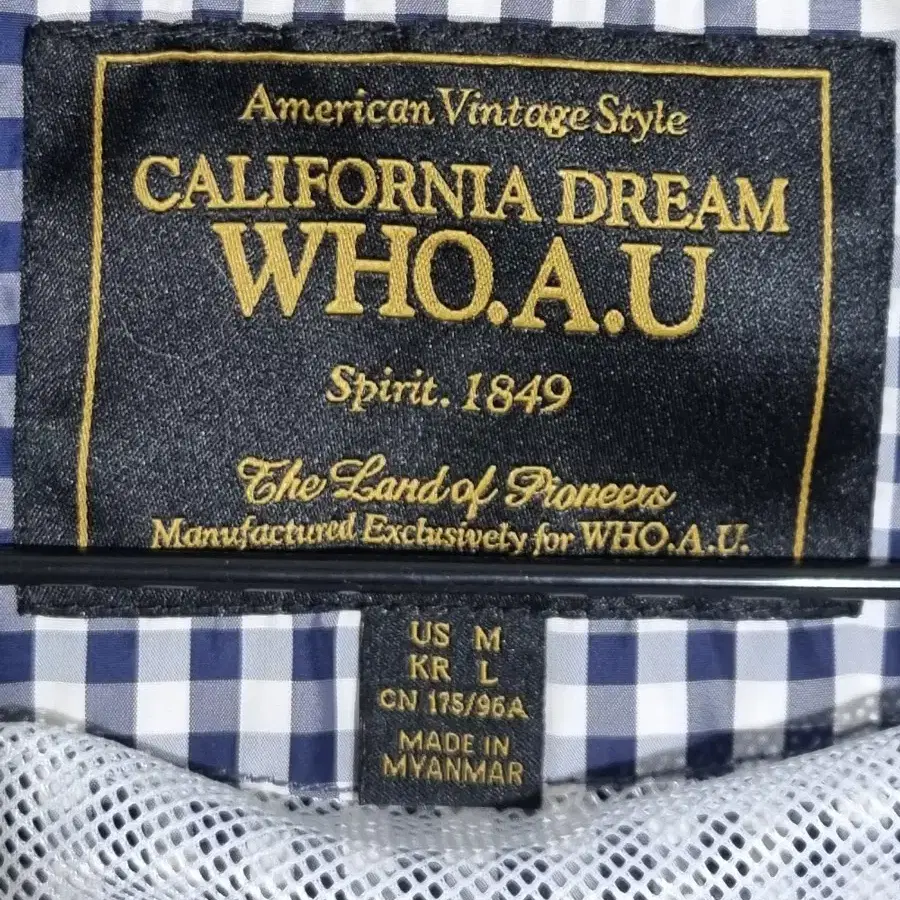 American Vintage Style
CALIFORNIA DREAM
WHO.A.U
Spirit. 1849
The Land of Pioneers
Manufactured Exclusively for WHO.A.U.
US M
KR L
CN 175/96A
MADE IN
MYANMAR